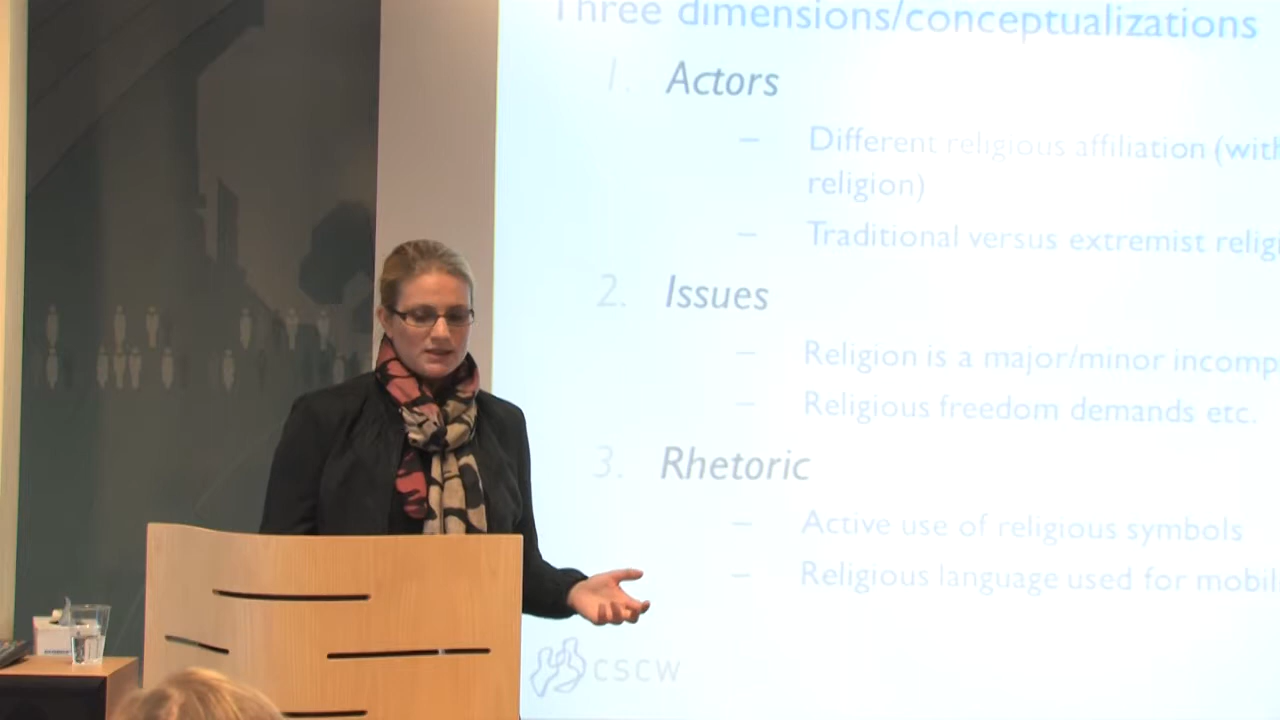 Three dimensions/conceptualizations
1. Actors
– Different religious affiliation (with
religion)
– Traditional versus extremist relig
2. Issues
– Religion is a major/minor incomp
– Religious freedom demands etc.
3. Rhetoric
– Active use of religious symbols
– Religious language used for mobil
CSCW